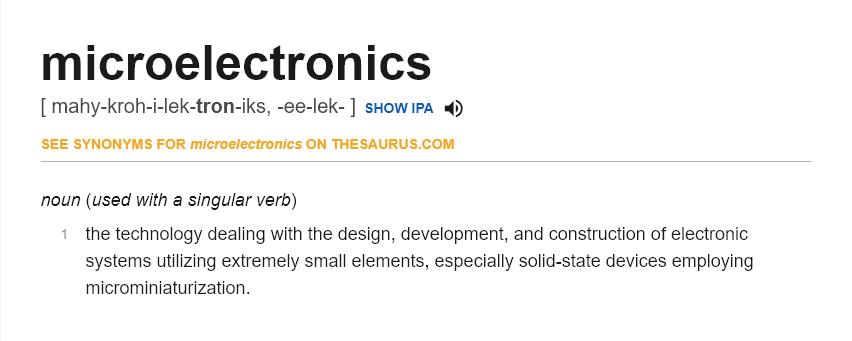 microelectronics
[ mahy-kroh-i-lek-tron-iks, -ee-lek- ] SHOW IPA
SEE SYNONYMS FOR microelectronics ON THESAURUS.COM
noun (used with a singular verb)
1 the technology dealing with the design, development, and construction of electronic
systems utilizing extremely small elements, especially solid-state devices employing
microminiaturization.